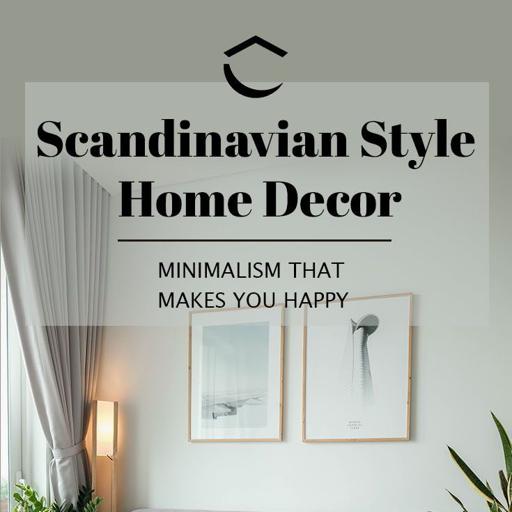 Scandinavian Style
Home Decor
MINIMALISM THAT
MAKES YOU HAPPY